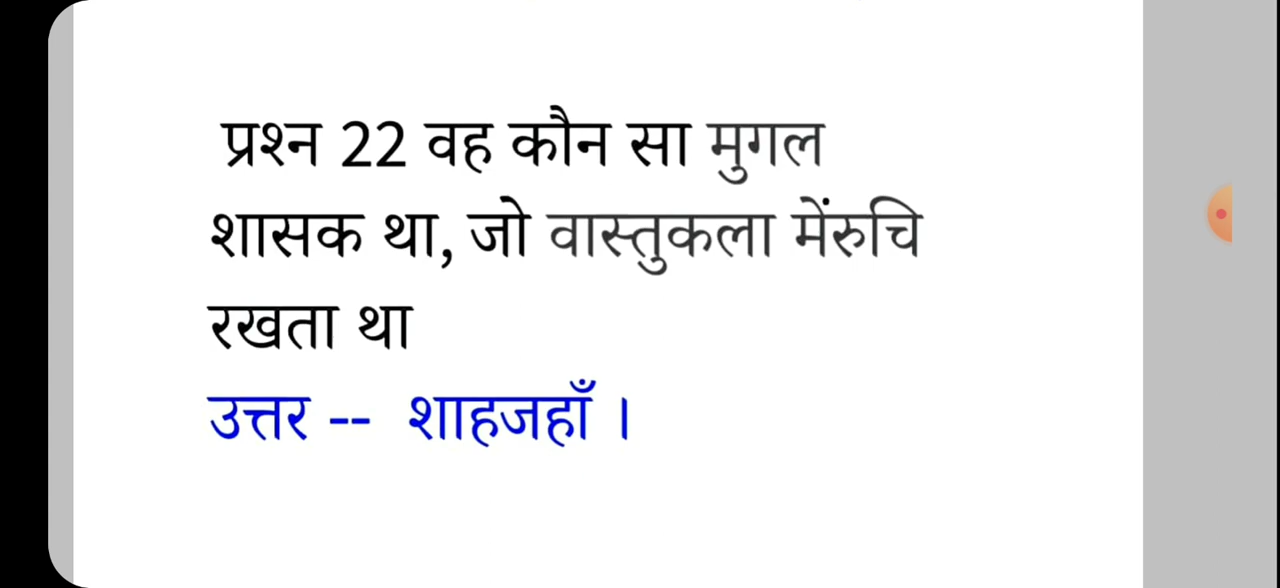 प्रश्न 22 वह कौन सा मुगल
शासक था, जो वास्तुकला मेंरुचि
रखता था
उत्तर -- शाहजहाँ ।